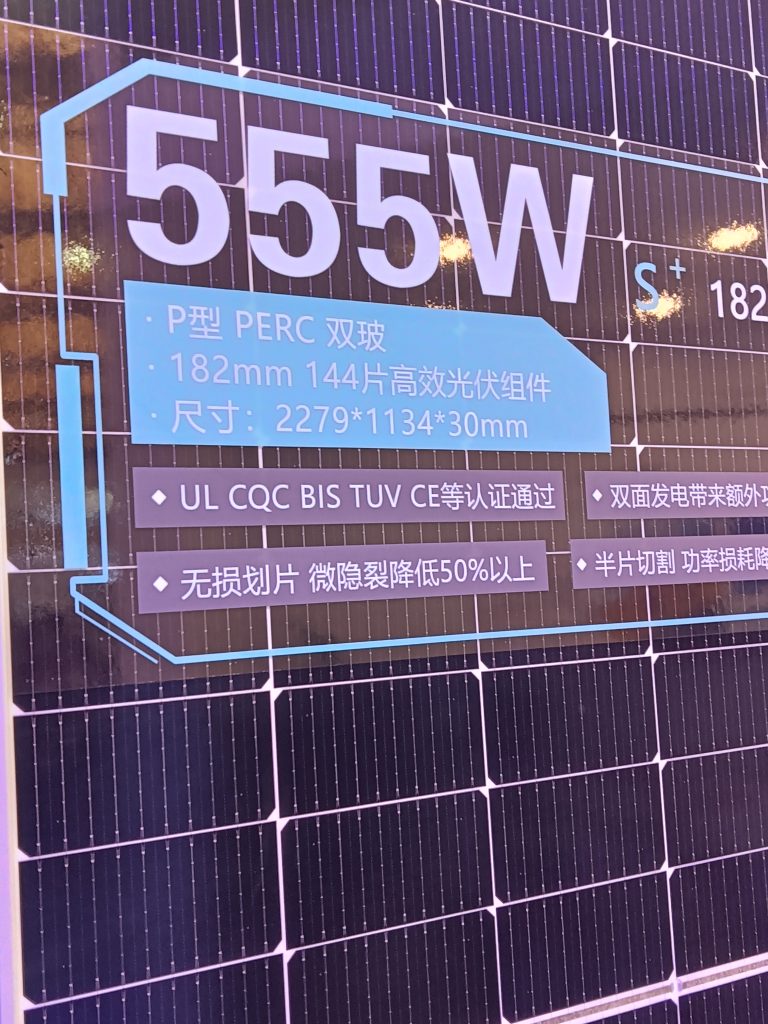 555W
S+ 182
· P型 PERC 双玻
· 182mm 144片高效光伏组件
· 尺寸：2279*1134*30mm
◆ UL CQC BIS TUV CE等认证通过
◆ 双面发电带来额外
◆ 无损划片 微隐裂降低50%以上
◆ 半片切割 功率损耗降